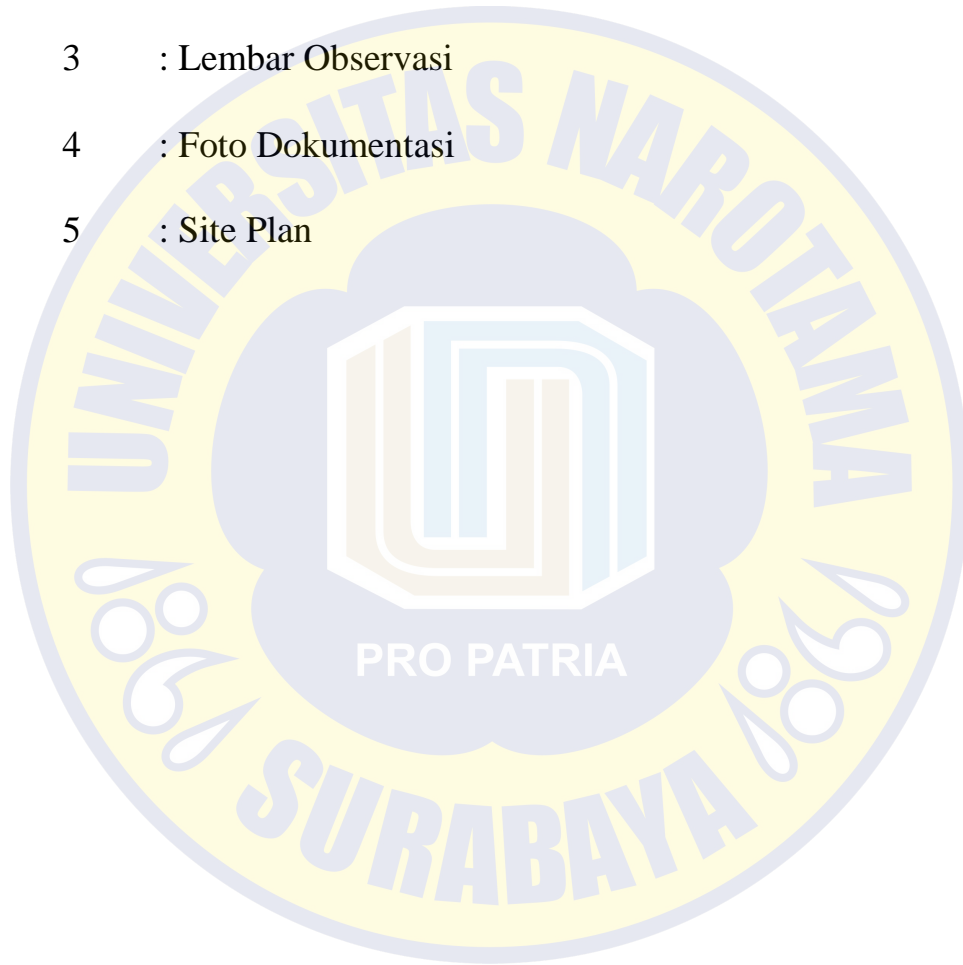 3 : Lembar Observasi
4 : Foto Dokumentasi
5 : Site Plan
UNIVERSITAS NAROTAMA
PRO PATRIA
SURABAYA